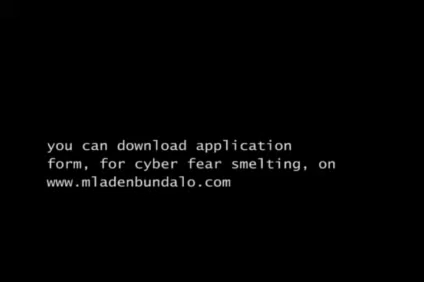 you can download application
form, for cyber fear smelting, on
www.mladenbundalo.com